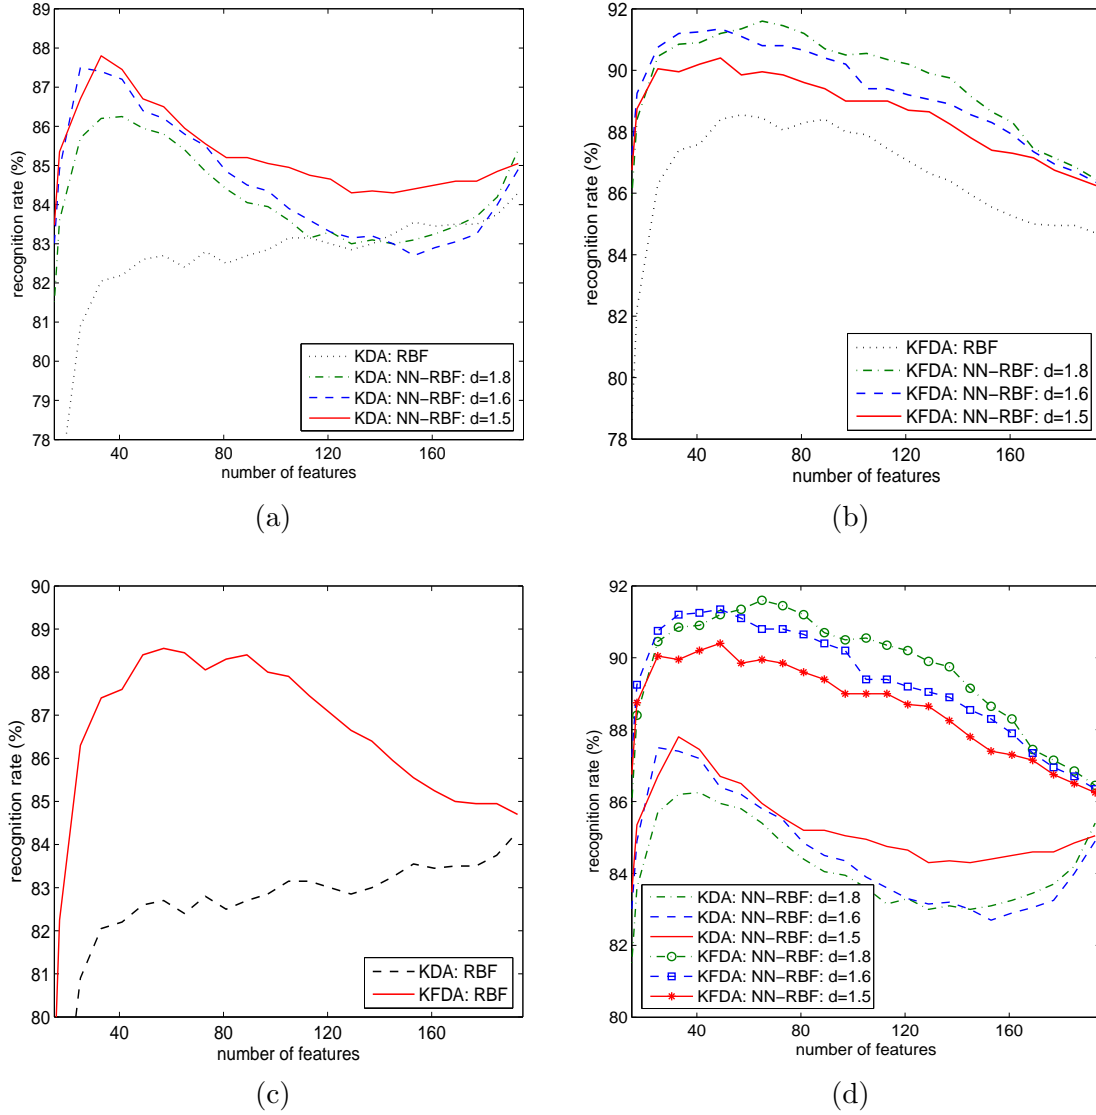 89
88
87
86
85
84
83
82
81
80
79
78
recognition rate (%)
40
80
120
160
number of features
KDA: RBF
KDA: NN−RBF: d=1.8
KDA: NN−RBF: d=1.6
KDA: NN−RBF: d=1.5
(a)
92
90
88
86
84
82
80
78
recognition rate (%)
40
80
120
160
number of features
KFDA: RBF
KFDA: NN−RBF: d=1.8
KFDA: NN−RBF: d=1.6
KFDA: NN−RBF: d=1.5
(b)
90
89
88
87
86
85
84
83
82
81
80
recognition rate (%)
40
80
120
160
number of features
KDA: RBF
KFDA: RBF
(c)
92
90
88
86
84
82
80
recognition rate (%)
40
80
120
160
number of features
KDA: NN−RBF: d=1.8
KDA: NN−RBF: d=1.6
KDA: NN−RBF: d=1.5
KFDA: NN−RBF: d=1.8
KFDA: NN−RBF: d=1.6
KFDA: NN−RBF: d=1.5
(d)